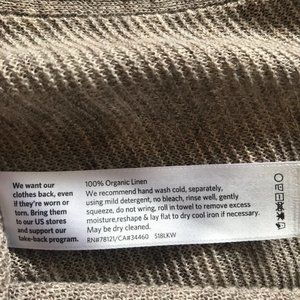 We want our
clothes back, even
if they're worn or
torn. Bring them
to our US stores
and support our
take-back program.
100% Organic Linen
We recommend hand wash cold, separately,
using mild detergent, no bleach, rinse well, gently
squeeze, do not wring, roll in towel to remove excess
moisture,reshape & lay flat to dry cool iron if necessary.
May be dry cleaned.
RN#78121/CA#34460 S18LKW